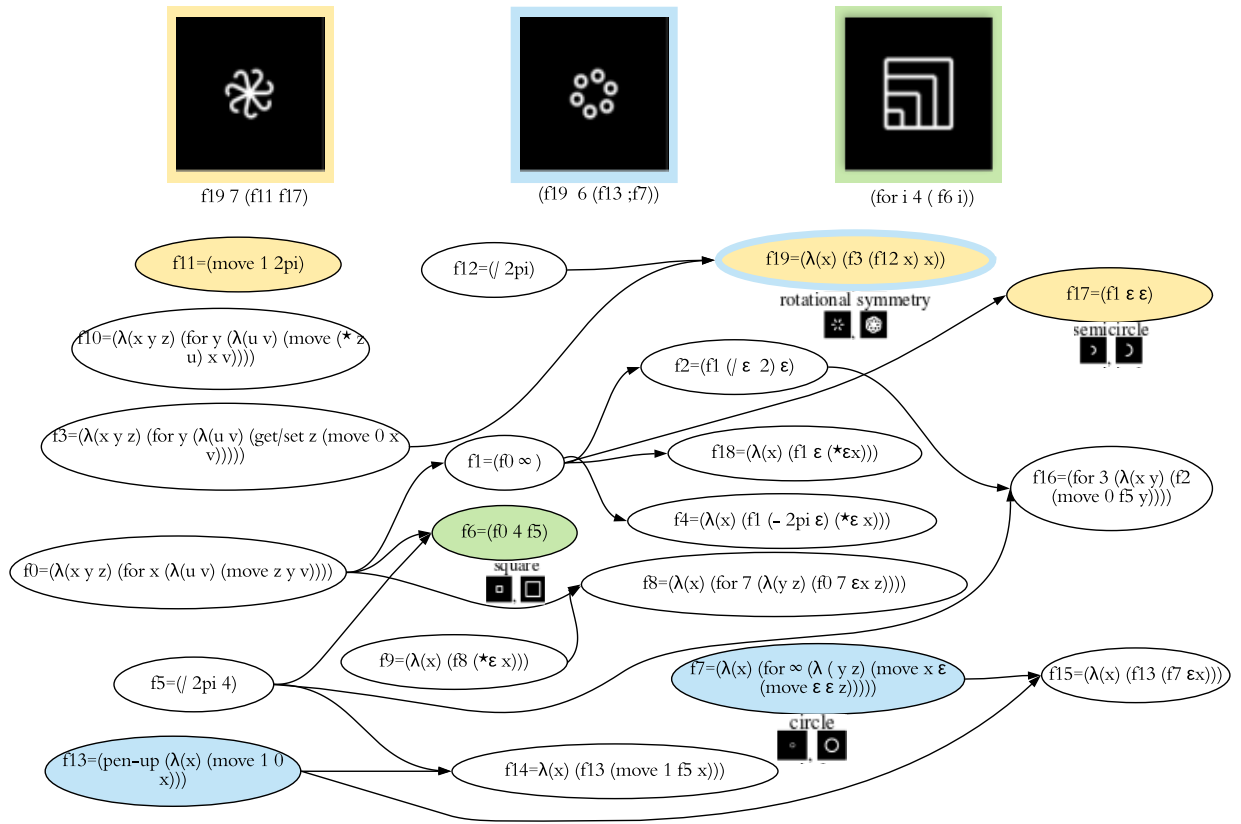 f19 7 (f11 f17)
(f19 6 (f13 ;f7))
(for i 4 ( f6 i))
f11=(move 1 2pi)
f12=(/ 2pi)
f19=(λ(x) (f3 (f12 x) x))
rotational symmetry
f17=(f1 ε ε)
semicircle
f10=(λ(x y z) (for y (λ(u v) (move (* z
u) x v))))
f2=(f1 (/ ε 2) ε)
f3=(λ(x y z) (for y (λ(u v) (get/set z (move 0 x
v)))))
f1=(f0 ∞ )
f18=(λ(x) (f1 ε (*εx)))
f16=(for 3 (λ(x y) (f2
(move 0 f5 y))))
f6=(f0 4 f5)
square
f4=(λ(x) (f1 (- 2pi ε) (*ε x)))
f0=(λ(x y z) (for x (λ(u v) (move z y v))))
f8=(λ(x) (for 7 (λ(y z) (f0 7 εx z))))
f9=(λ(x) (f8 (*ε x)))
f5=(/ 2pi 4)
f7=(λ(x) (for ∞ (λ ( y z) (move x ε
(move ε ε z)))))
circle
f15=(λ(x) (f13 (f7 εx)))
f13=(pen-up (λ(x) (move 1 0
x)))
f14=λ(x) (f13 (move 1 f5 x)))